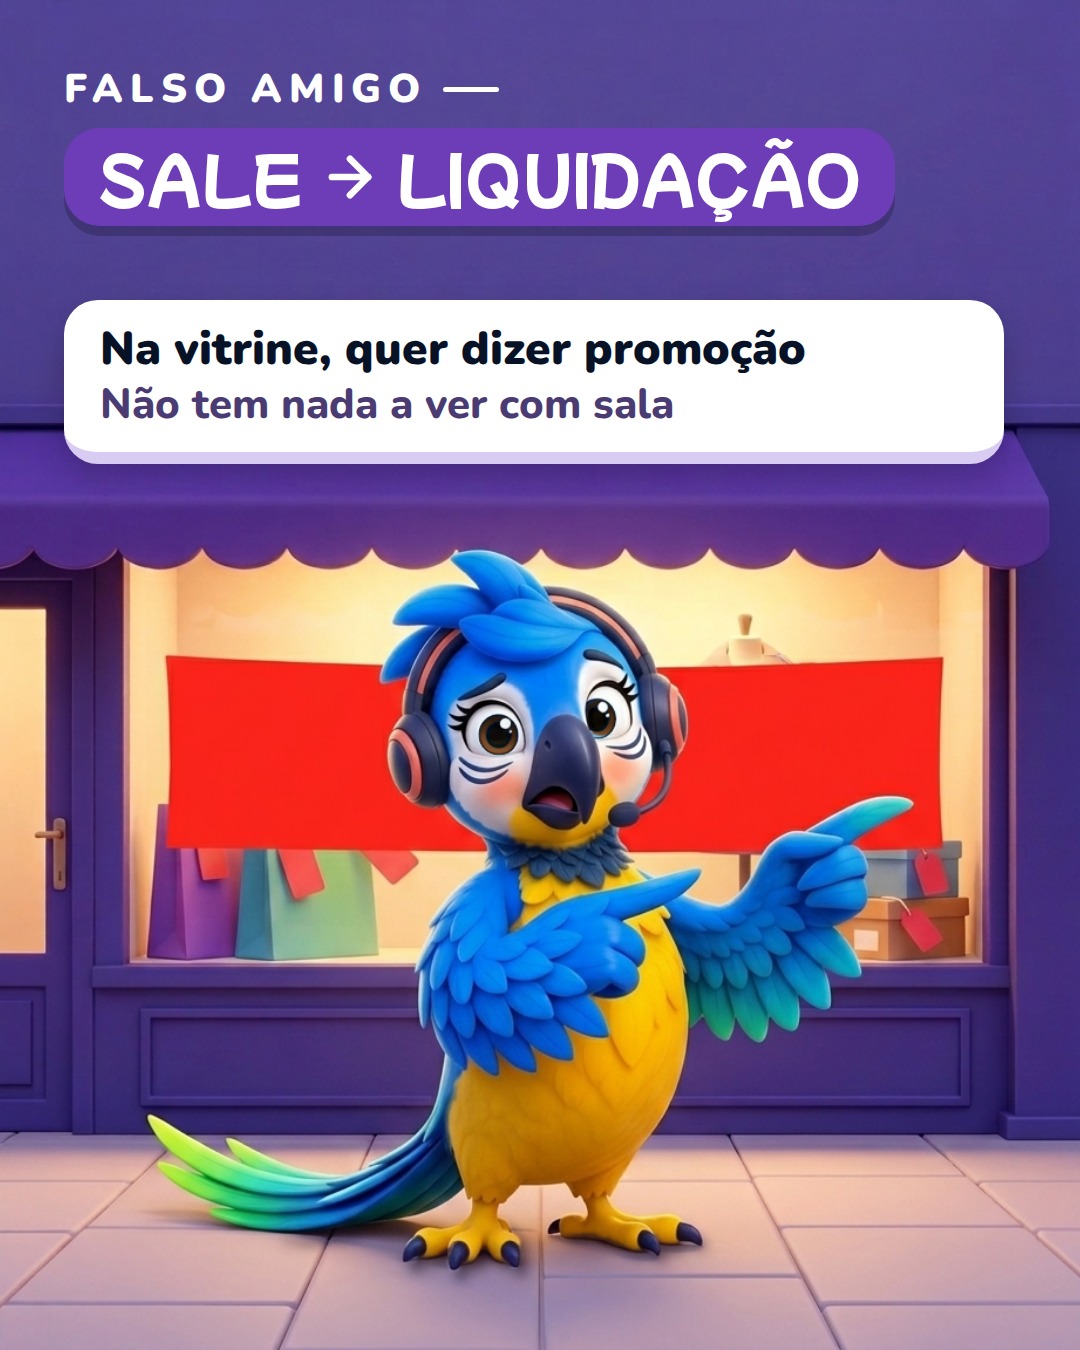 FALSO AMIGO —
SALE → LIQUIDAÇÃO
Na vitrine, quer dizer promoção
Não tem nada a ver com sala